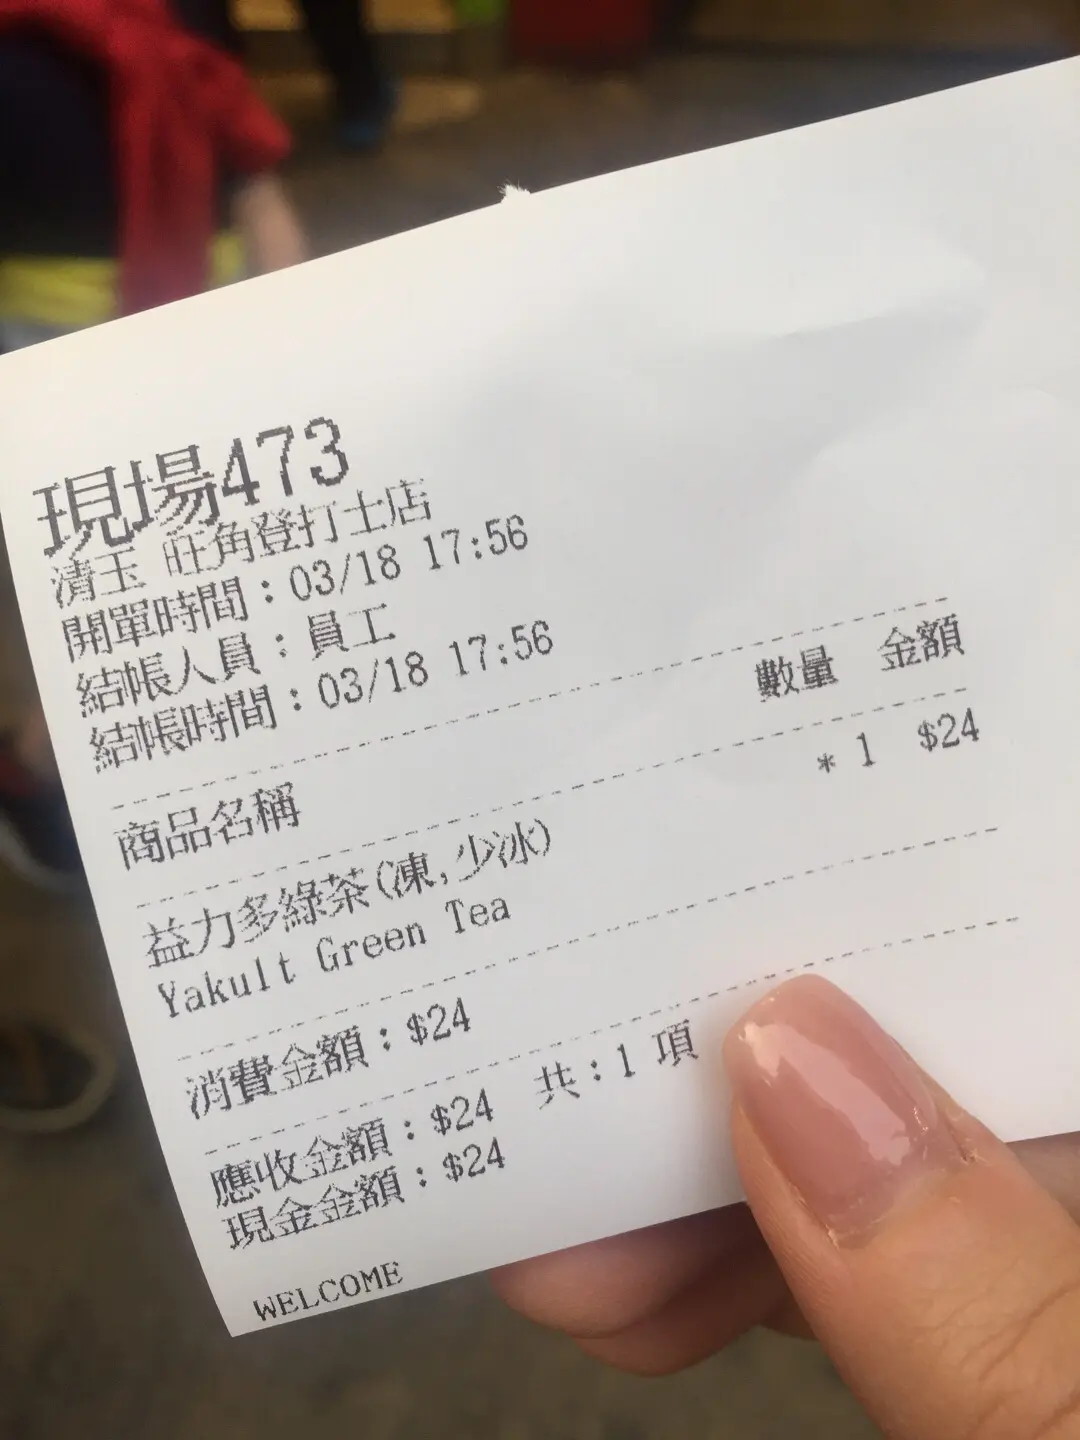 現場473
清玉 旺角登打士店
開單時間：03/18 17:56
結帳人員：員工
結帳時間：03/18 17:56
商品名稱 數量 金額
益力多綠茶(凍,少冰) * 1 $24
Yakult Green Tea
消費金額：$24
應收金額：$24 共：1 項
現金金額：$24
WELCOME